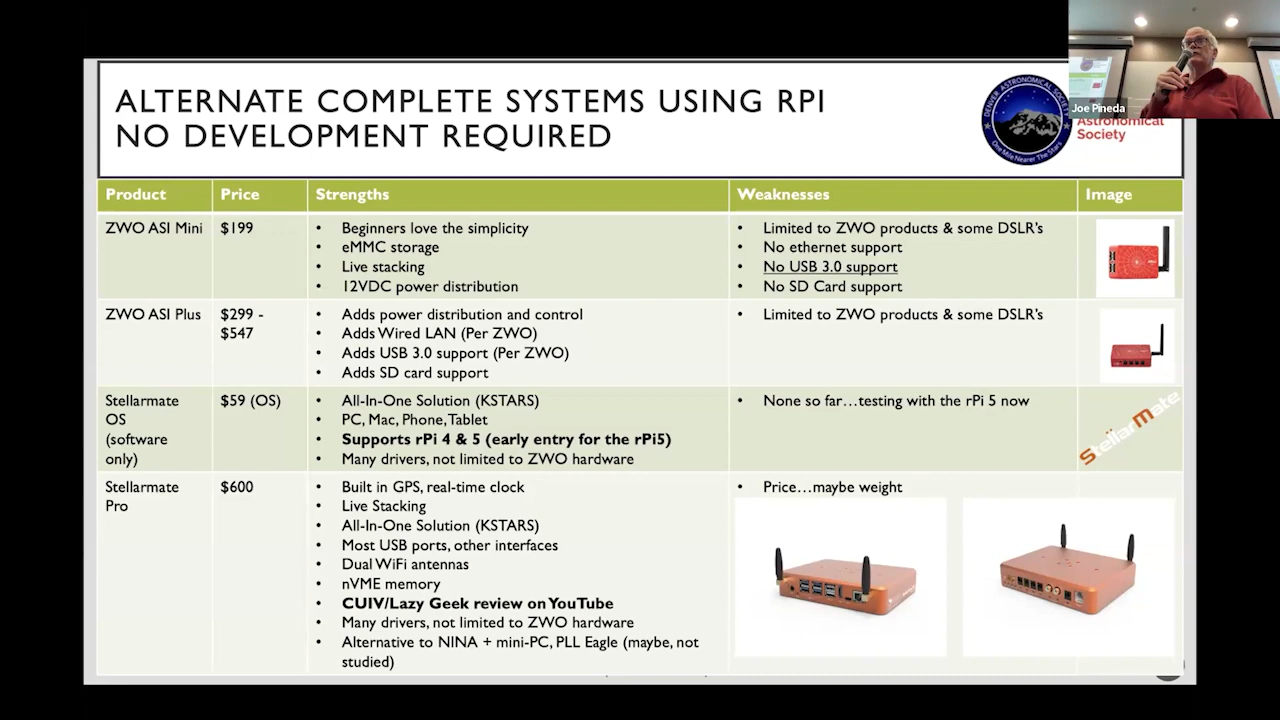 ALTERNATE COMPLETE SYSTEMS USING RPI
NO DEVELOPMENT REQUIRED
DENVER ASTRONOMICAL SOCIETY
One Mile Nearer The Stars
Astronomical
Society
Joe Pineda
Product Price Strengths Weaknesses Image
ZWO ASI Mini $199
• Beginners love the simplicity
• eMMC storage
• Live stacking
• 12VDC power distribution
• Limited to ZWO products & some DSLR's
• No ethernet support
• No USB 3.0 support
• No SD Card support
ZWO ASI Plus $299 -
$547
• Adds power distribution and control
• Adds Wired LAN (Per ZWO)
• Adds USB 3.0 support (Per ZWO)
• Adds SD card support
• Limited to ZWO products & some DSLR's
Stellarmate
OS
(software
only)
$59 (OS)
• All-In-One Solution (KSTARS)
• PC, Mac, Phone, Tablet
• Supports rPi 4 & 5 (early entry for the rPi5)
• Many drivers, not limited to ZWO hardware
• None so far…testing with the rPi 5 now
StellarMate
Stellarmate
Pro
$600
• Built in GPS, real-time clock
• Live Stacking
• All-In-One Solution (KSTARS)
• Most USB ports, other interfaces
• Dual WiFi antennas
• nVME memory
• CUIV/Lazy Geek review on YouTube
• Many drivers, not limited to ZWO hardware
• Alternative to NINA + mini-PC, PLL Eagle (maybe, not
studied)
• Price…maybe weight